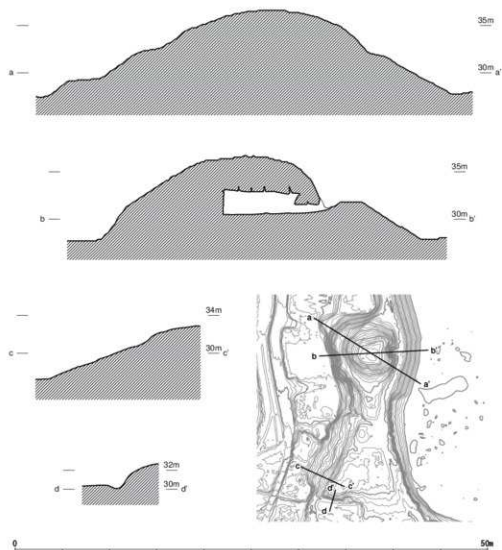 35m
a 30m a'
35m
b 30m b'
34m
c 30m c'
32m
d 30m d'
a
b b'
a'
c
d' c'
d
0 50m